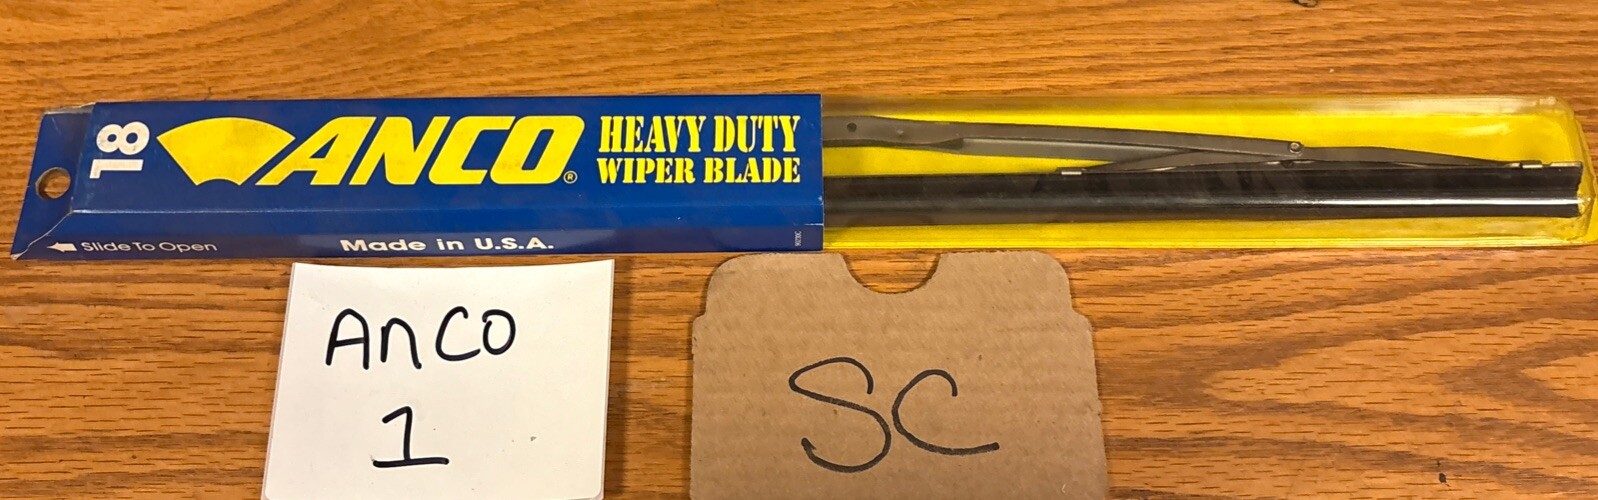 18
ANCO®
HEAVY DUTY
WIPER BLADE
Slide To Open
Made in U.S.A.
ANCO
1
SC